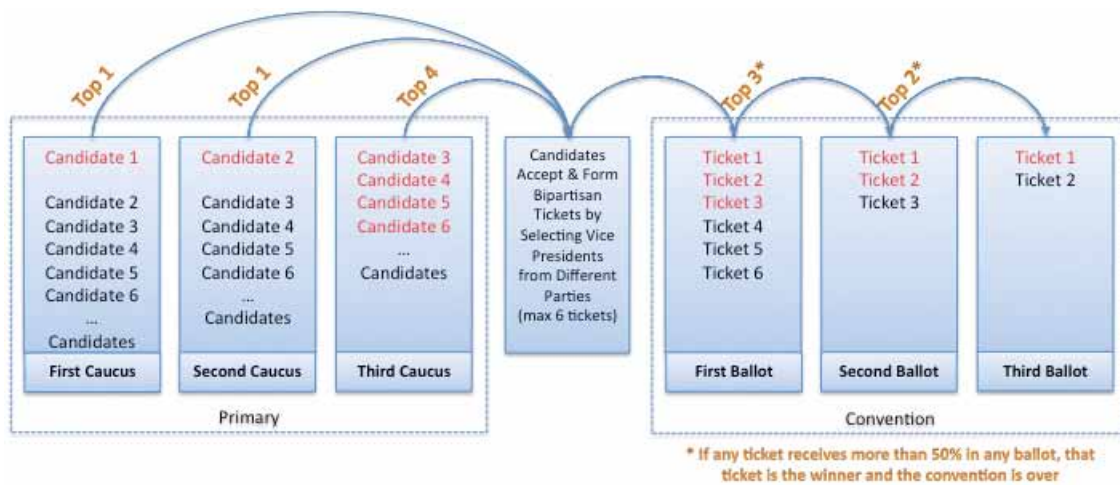 Top 1
Top 1
Top 4
Top 3*
Top 2*
Candidate 1
Candidate 2
Candidate 3
Candidate 4
Candidate 5
Candidate 6
...
Candidates
First Caucus
Candidate 2
Candidate 3
Candidate 4
Candidate 5
Candidate 6
...
Candidates
Second Caucus
Candidate 3
Candidate 4
Candidate 5
Candidate 6
...
Candidates
Third Caucus
Primary
Candidates
Accept & Form
Bipartisan
Tickets by
Selecting Vice
Presidents
from Different
Parties
(max 6 tickets)
Ticket 1
Ticket 2
Ticket 3
Ticket 4
Ticket 5
Ticket 6
First Ballot
Ticket 1
Ticket 2
Ticket 3
Second Ballot
Ticket 1
Ticket 2
Third Ballot
Convention
* If any ticket receives more than 50% in any ballot, that
ticket is the winner and the convention is over